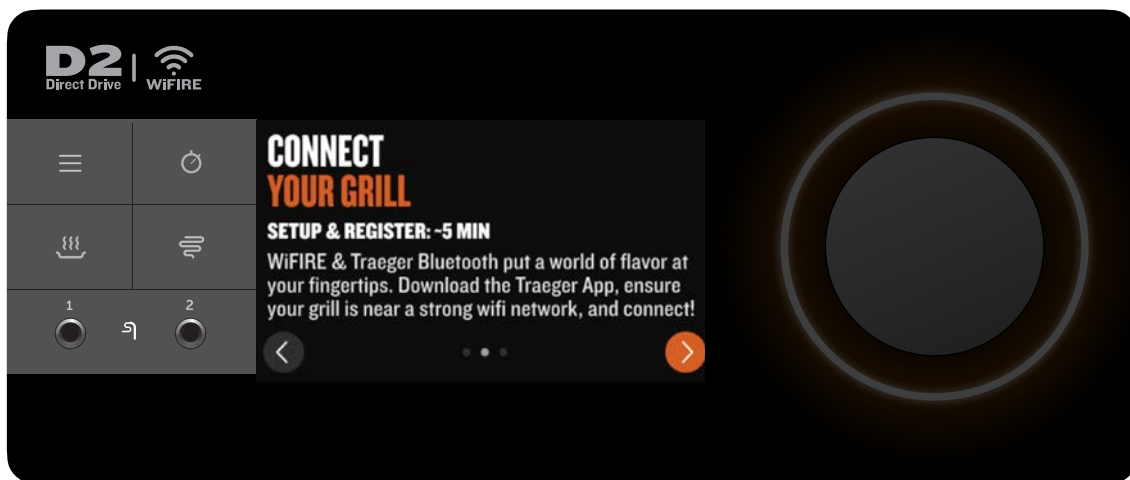 D2
Direct Drive
WiFIRE
CONNECT
YOUR GRILL
SETUP & REGISTER: ~5 MIN
WiFIRE & Traeger Bluetooth put a world of flavor at
your fingertips. Download the Traeger App, ensure
your grill is near a strong wifi network, and connect!
1 2